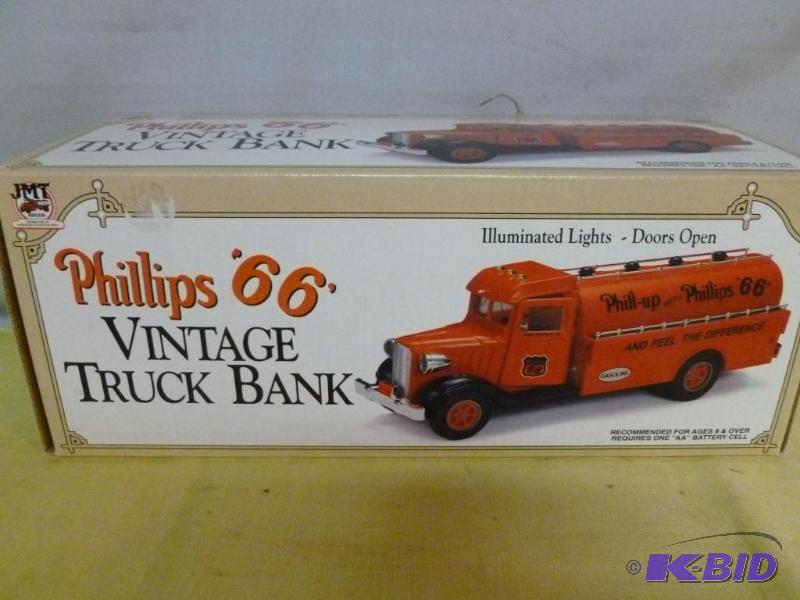 Phillips '66'
VINTAGE
TRUCK BANK
JMT
Phillips '66'
VINTAGE
TRUCK BANK
Illuminated Lights - Doors Open
Phill-up WITH Phillips '66'
AND FEEL THE DIFFERENCE
66
GASOLINE
RECOMMENDED FOR AGES 8 & OVER
REQUIRES ONE "AA" BATTERY CELL
© K-BID